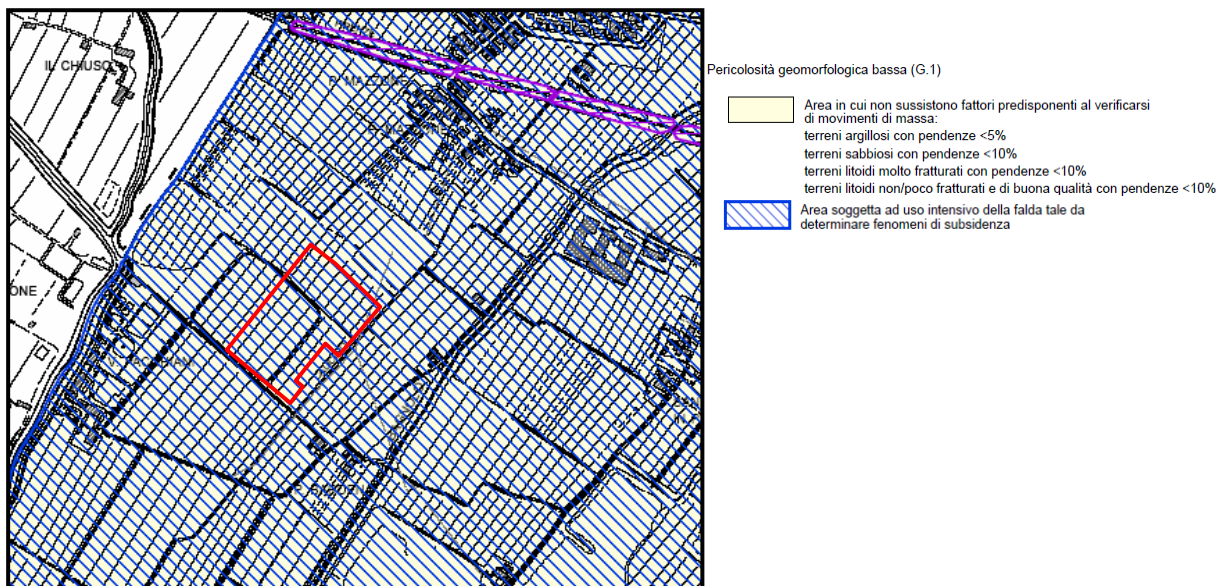 IL CHIUSO
ONE
Pericolosità geomorfologica bassa (G.1)
Area in cui non sussistono fattori predisponenti al verificarsi
di movimenti di massa:
terreni argillosi con pendenze <5%
terreni sabbiosi con pendenze <10%
terreni litoidi molto fratturati con pendenze <10%
terreni litoidi non/poco fratturati e di buona qualità con pendenze <10%
Area soggetta ad uso intensivo della falda tale da
determinare fenomeni di subsidenza